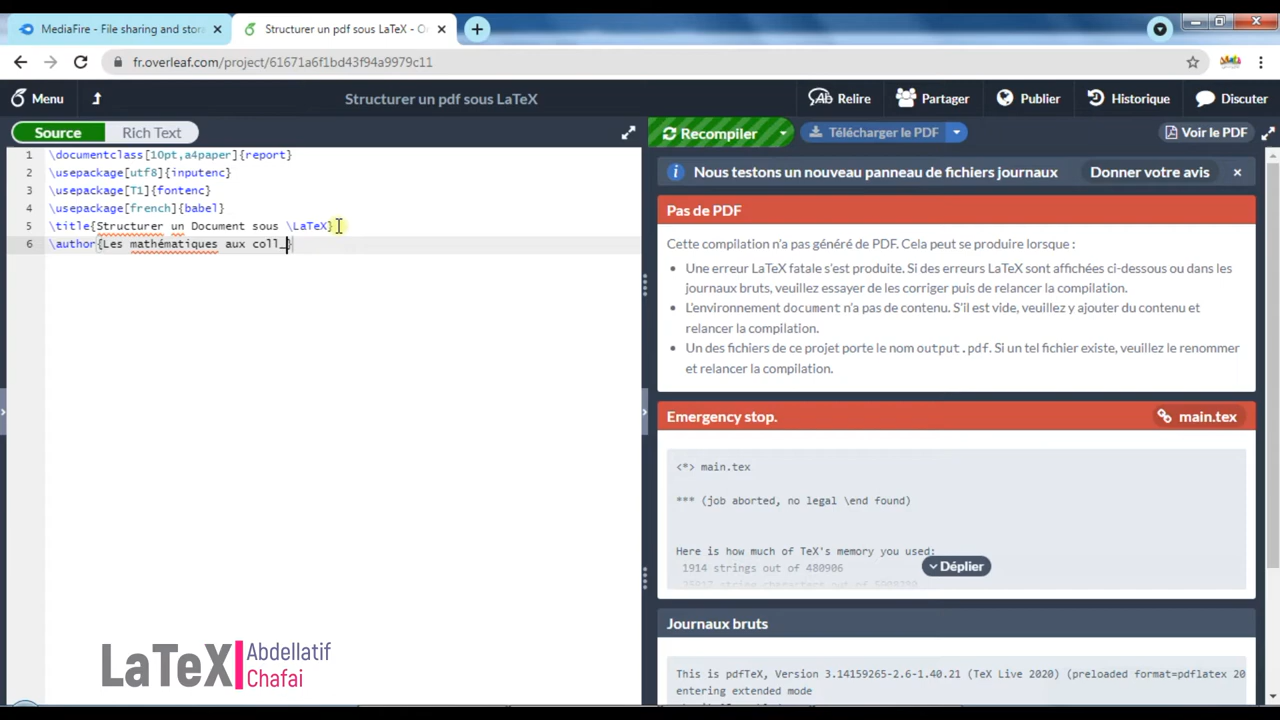 MediaFire - File sharing and stor
Structurer un pdf sous LaTeX - O
fr.overleaf.com/project/61671a6f1bd43f94a9979c11
Menu
Structurer un pdf sous LaTeX
Relire
Partager
Publier
Historique
Discuter
Source
Rich Text
Recompiler
Télécharger le PDF
Voir le PDF
1 \documentclass[10pt,a4paper]{report}
2 \usepackage[utf8]{inputenc}
3 \usepackage[T1]{fontenc}
4 \usepackage[french]{babel}
5 \title{Structurer un Document sous \LaTeX}
6 \author{Les mathématiques aux coll_}
Nous testons un nouveau panneau de fichiers journaux
Donner votre avis
Pas de PDF
Cette compilation n'a pas généré de PDF. Cela peut se produire lorsque :
Une erreur LaTeX fatale s'est produite. Si des erreurs LaTeX sont affichées ci-dessous ou dans les
journaux bruts, veuillez essayer de les corriger puis de relancer la compilation.
L'environnement document n'a pas de contenu. S'il est vide, veuillez y ajouter du contenu et
relancer la compilation.
Un des fichiers de ce projet porte le nom output.pdf. Si un tel fichier existe, veuillez le renommer
et relancer la compilation.
Emergency stop.
main.tex
<*> main.tex
*** (job aborted, no legal \end found)
Here is how much of TeX's memory you used:
1914 strings out of 480906
Déplier
Journaux bruts
This is pdfTeX, Version 3.14159265-2.6-1.40.21 (TeX Live 2020) (preloaded format=pdflatex 20
entering extended mode
LaTeX
Abdellatif
Chafai